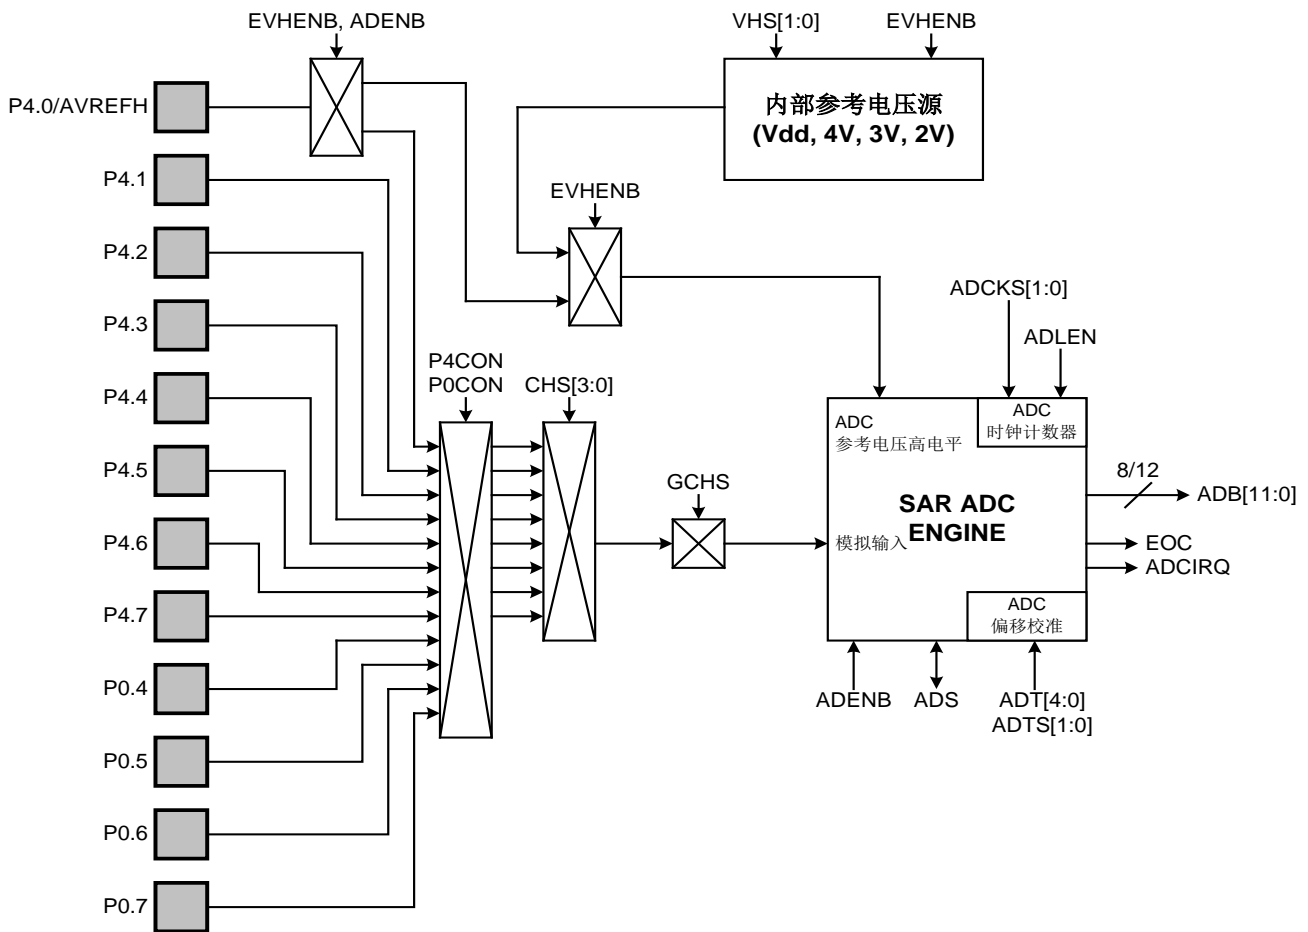 EVHENB, ADENB
VHS[1:0]
EVHENB
P4.0/AVREFH
内部参考电压源
(Vdd, 4V, 3V, 2V)
P4.1
EVHENB
P4.2
ADCKS[1:0]
P4.3
ADLEN
P4CON
P0CON
CHS[3:0]
P4.4
ADC
参考电压高电平
ADC
时钟计数器
P4.5
GCHS
8/12
ADB[11:0]
SAR ADC
ENGINE
P4.6
模拟输入
EOC
ADCIRQ
P4.7
ADC
偏移校准
P0.4
ADENB
ADS
ADT[4:0]
ADTS[1:0]
P0.5
P0.6
P0.7